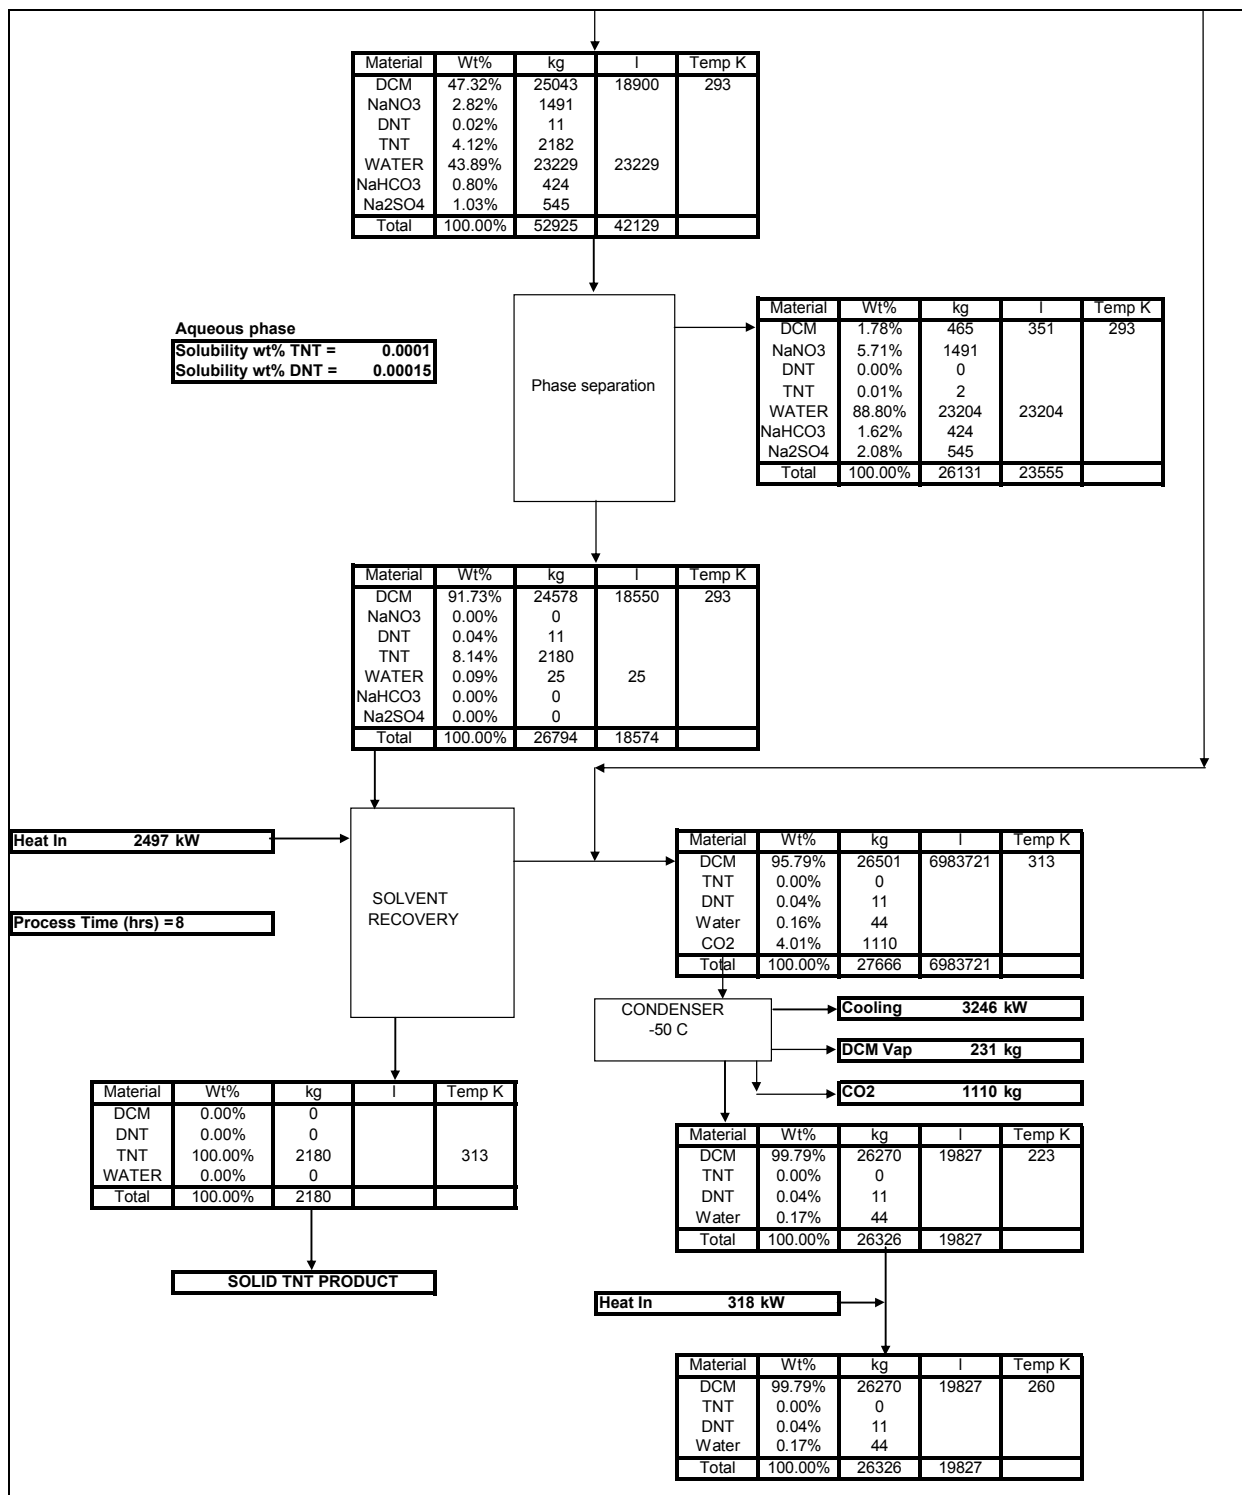 Material Wt% kg l Temp K
DCM 47.32% 25043 18900 293
NaNO3 2.82% 1491
DNT 0.02% 11
TNT 4.12% 2182
WATER 43.89% 23229 23229
NaHCO3 0.80% 424
Na2SO4 1.03% 545
Total 100.00% 52925 42129
Aqueous phase
Solubility wt% TNT = 0.0001
Solubility wt% DNT = 0.00015
Phase separation
Material Wt% kg l Temp K
DCM 1.78% 465 351 293
NaNO3 5.71% 1491
DNT 0.00% 0
TNT 0.01% 2
WATER 88.80% 23204 23204
NaHCO3 1.62% 424
Na2SO4 2.08% 545
Total 100.00% 26131 23555
Material Wt% kg l Temp K
DCM 91.73% 24578 18550 293
NaNO3 0.00% 0
DNT 0.04% 11
TNT 8.14% 2180
WATER 0.09% 25 25
NaHCO3 0.00% 0
Na2SO4 0.00% 0
Total 100.00% 26794 18574
Heat In 2497 kW
Process Time (hrs) = 8
SOLVENT
RECOVERY
Material Wt% kg l Temp K
DCM 95.79% 26501 6983721 313
TNT 0.00% 0
DNT 0.04% 11
Water 0.16% 44
CO2 4.01% 1110
Total 100.00% 27666 6983721
CONDENSER
-50 C
Cooling 3246 kW
DCM Vap 231 kg
CO2 1110 kg
Material Wt% kg l Temp K
DCM 0.00% 0
DNT 0.00% 0
TNT 100.00% 2180 313
WATER 0.00% 0
Total 100.00% 2180
SOLID TNT PRODUCT
Material Wt% kg l Temp K
DCM 99.79% 26270 19827 223
TNT 0.00% 0
DNT 0.04% 11
Water 0.17% 44
Total 100.00% 26326 19827
Heat In 318 kW
Material Wt% kg l Temp K
DCM 99.79% 26270 19827 260
TNT 0.00% 0
DNT 0.04% 11
Water 0.17% 44
Total 100.00% 26326 19827